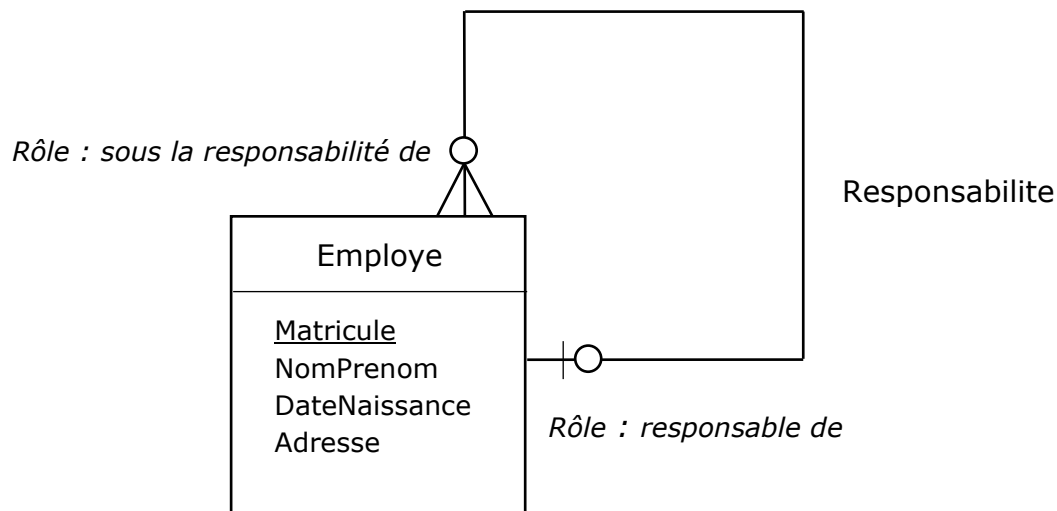 Rôle : sous la responsabilité de
Responsabilite
Employe
Matricule
NomPrenom
DateNaissance
Adresse
Rôle : responsable de